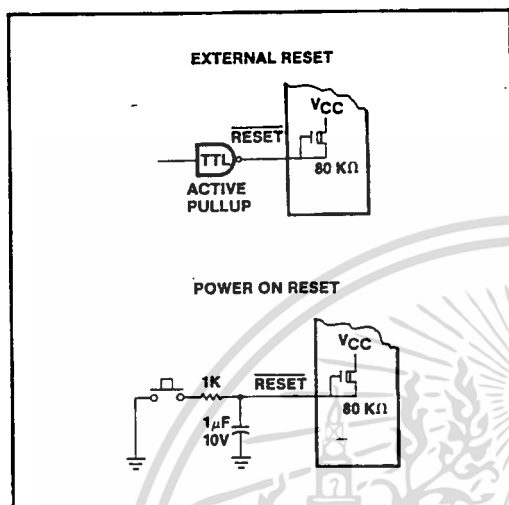 EXTERNAL RESET
VCC
RESET
TTL
80 KΩ
ACTIVE
PULLUP
POWER ON RESET
VCC
1K
RESET
80 KΩ
1μF
10V